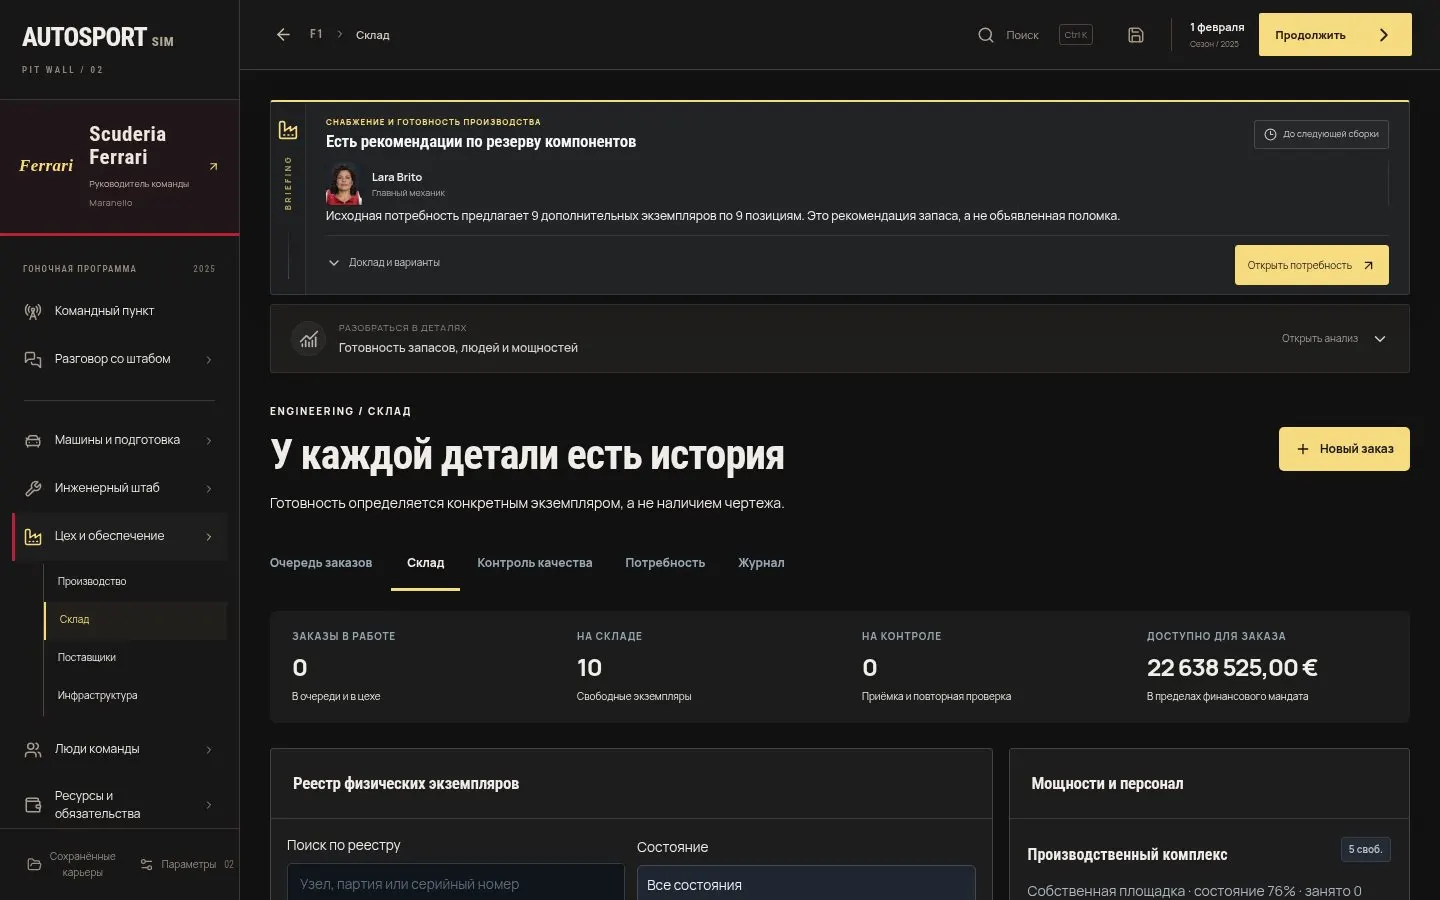 AUTOSPORT SIM
PIT WALL / 02
Ferrari
Scuderia
Ferrari
Руководитель команды
Maranello
ГОНОЧНАЯ ПРОГРАММА 2025
Командный пункт
Разговор со штабом
Машины и подготовка
Инженерный штаб
Цех и обеспечение
Производство
Склад
Поставщики
Инфраструктура
Люди команды
Ресурсы и
обязательства
Сохранённые
карьеры
Параметры 02
F1 Склад
Поиск Ctrl K
1 февраля
Сезон / 2025
Продолжить
BRIEFING
СНАБЖЕНИЕ И ГОТОВНОСТЬ ПРОИЗВОДСТВА
Есть рекомендации по резерву компонентов
До следующей сборки
Lara Brito
Главный механик
Исходная потребность предлагает 9 дополнительных экземпляров по 9 позициям. Это рекомендация запаса, а не объявленная поломка.
Доклад и варианты
Открыть потребность
РАЗОБРАТЬСЯ В ДЕТАЛЯХ
Готовность запасов, людей и мощностей
Открыть анализ
ENGINEERING / СКЛАД
У каждой детали есть история
Готовность определяется конкретным экземпляром, а не наличием чертежа.
Новый заказ
Очередь заказов Склад Контроль качества Потребность Журнал
ЗАКАЗЫ В РАБОТЕ
0
В очереди и в цехе
НА СКЛАДЕ
10
Свободные экземпляры
НА КОНТРОЛЕ
0
Приёмка и повторная проверка
ДОСТУПНО ДЛЯ ЗАКАЗА
22 638 525,00 €
В пределах финансового мандата
Реестр физических экземпляров
Поиск по реестру
Узел, партия или серийный номер
Состояние
Все состояния
Мощности и персонал
Производственный комплекс
5 своб.
Собственная площадка · состояние 76% · занято 0